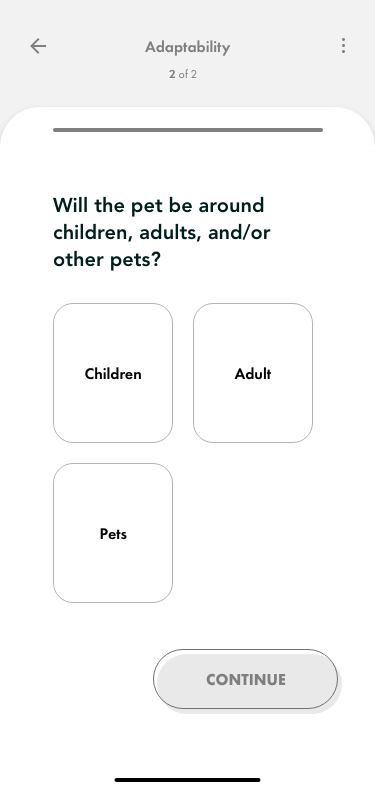 Adaptability
2 of 2
Will the pet be around
children, adults, and/or
other pets?
Children
Adult
Pets
CONTINUE